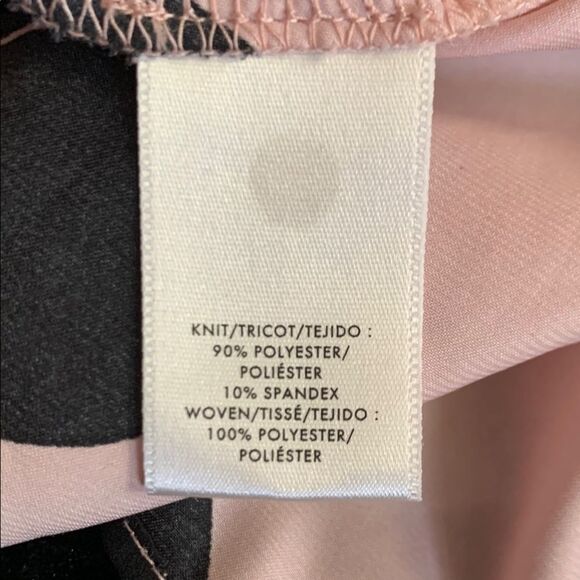 KNIT/TRICOT/TEJIDO :
90% POLYESTER/
POLIÉSTER
10% SPANDEX
WOVEN/TISSÉ/TEJIDO :
100% POLYESTER/
POLIÉSTER